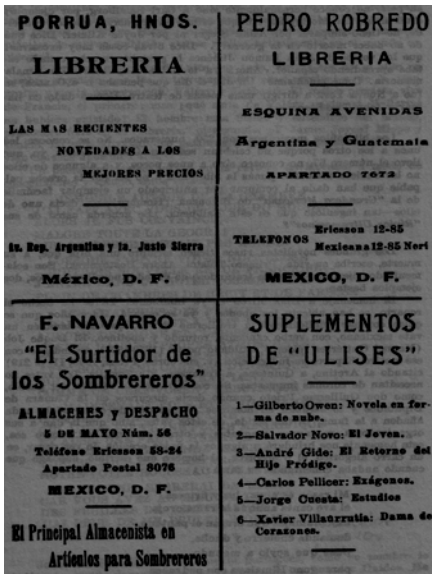 PORRUA, HNOS.
LIBRERIA
LAS MAS RECIENTES
NOVEDADES A LOS
MEJORES PRECIOS
Av. Rep. Argentina y 1a. Justo Sierra
México, D. F.
PEDRO ROBREDO
LIBRERIA
ESQUINA AVENIDAS
Argentina y Guatemala
APARTADO 7672
TELEFONOS
Ericsson 12-85
Mexicana 12-85 Neri
MEXICO, D. F.
F. NAVARRO
"El Surtidor de
los Sombrereros"
ALMACENES y DESPACHO
5 DE MAYO Núm. 56
Teléfono Ericsson 58-24
Apartado Postal 8076
MEXICO, D. F.
El Principal Almacenista en
Artículos para Sombrereros
SUPLEMENTOS
DE "ULISES"
1—Gilberto Owen: Novela en for-
ma de nube.
2—Salvador Novo: El Joven.
3—André Gide: El Retorno del
Hijo Pródigo.
4—Carlos Pellicer: Exágonos.
5—Jorge Cuesta: Estudios
6—Xavier Villaurrutia: Dama de
Corazones.